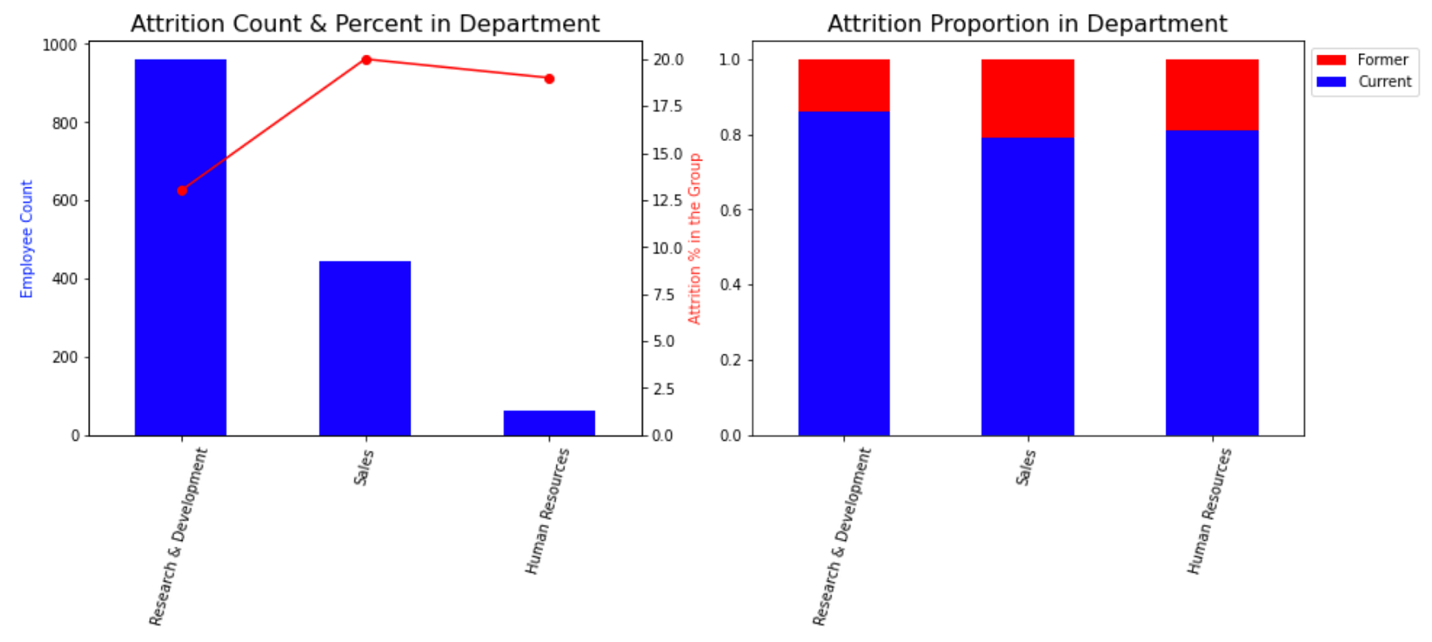 Attrition Count & Percent in Department
1000
800
600
400
200
0
Employee Count
20.0
17.5
15.0
12.5
10.0
7.5
5.0
2.5
0.0
Attrition % in the Group
Research & Development
Sales
Human Resources
Attrition Proportion in Department
1.0
0.8
0.6
0.4
0.2
0.0
Research & Development
Sales
Human Resources
Former
Current